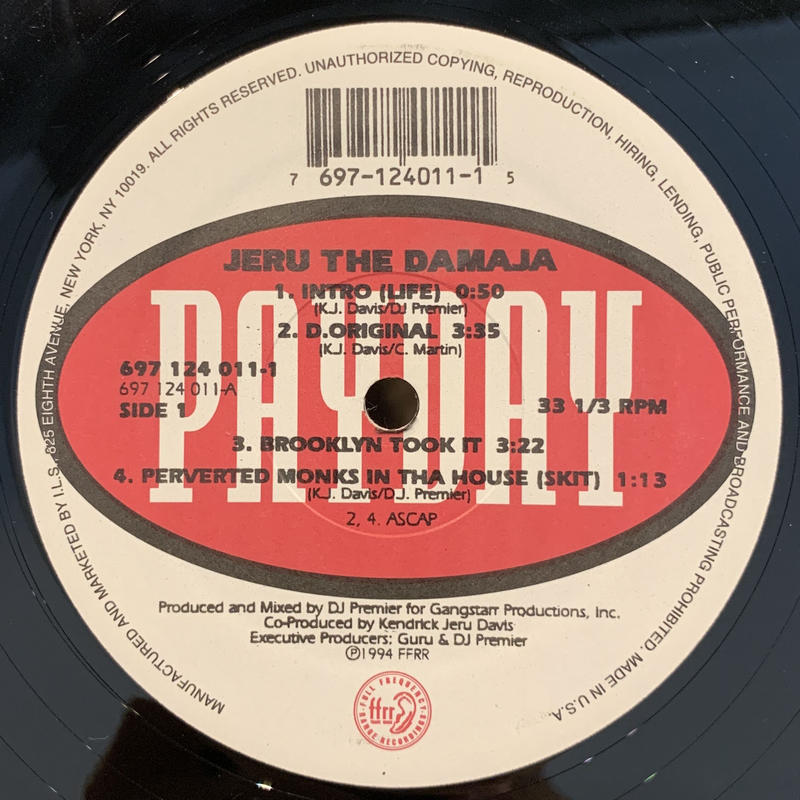 MANUFACTURED AND MARKETED BY I.L.S., 825 EIGHTH AVENUE, NEW YORK, NY 10019. ALL RIGHTS RESERVED. UNAUTHORIZED COPYING, REPRODUCTION, HIRING, LENDING, PUBLIC PERFORMANCE AND BROADCASTING PROHIBITED. MADE IN U.S.A.
7 697-124011-1 5
PAYDAY
JERU THE DAMAJA
1. INTRO (LIFE) 0:50
(K.J. Davis/DJ Premier)
2. D.ORIGINAL 3:35
(K.J. Davis/C. Martin)
697 124 011-1
697 124 011-A
SIDE 1
33 1/3 RPM
3. BROOKLYN TOOK IT 3:22
4. PERVERTED MONKS IN THA HOUSE (SKIT) 1:13
(K.J. Davis/D.J. Premier)
2, 4. ASCAP
Produced and Mixed by DJ Premier for Gangstarr Productions, Inc.
Co-Produced by Kendrick Jeru Davis
Executive Producers: Guru & DJ Premier
Ⓟ1994 FFRR
FULL FREQUENCY
ffrr
RANGE RECORDINGS